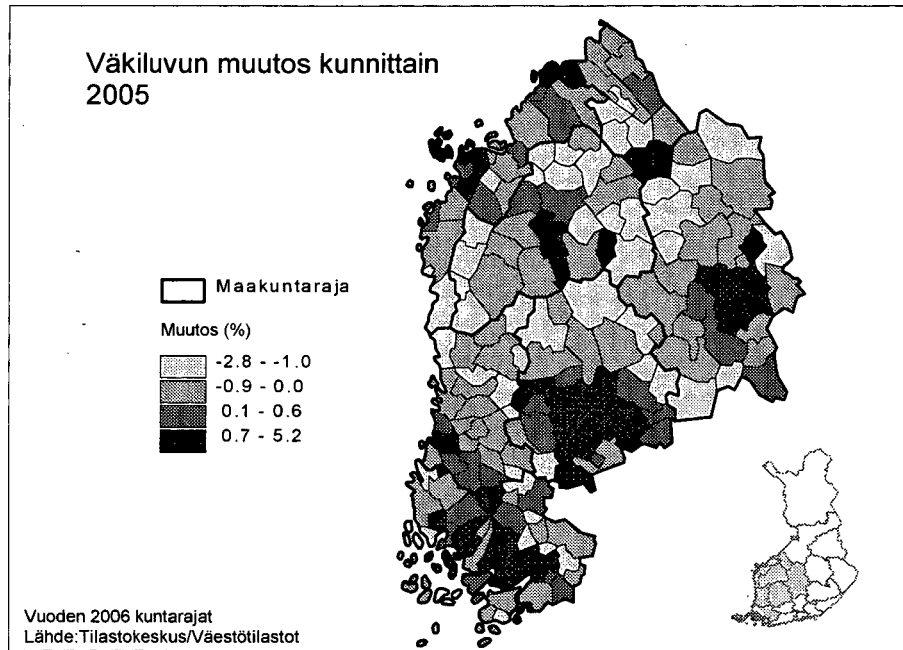 Väkiluvun muutos kunnittain
2005
Maakuntaraja
Muutos (%)
-2.8 - -1.0
-0.9 - 0.0
0.1 - 0.6
0.7 - 5.2
Vuoden 2006 kuntarajat
Lähde:Tilastokeskus/Väestötilastot